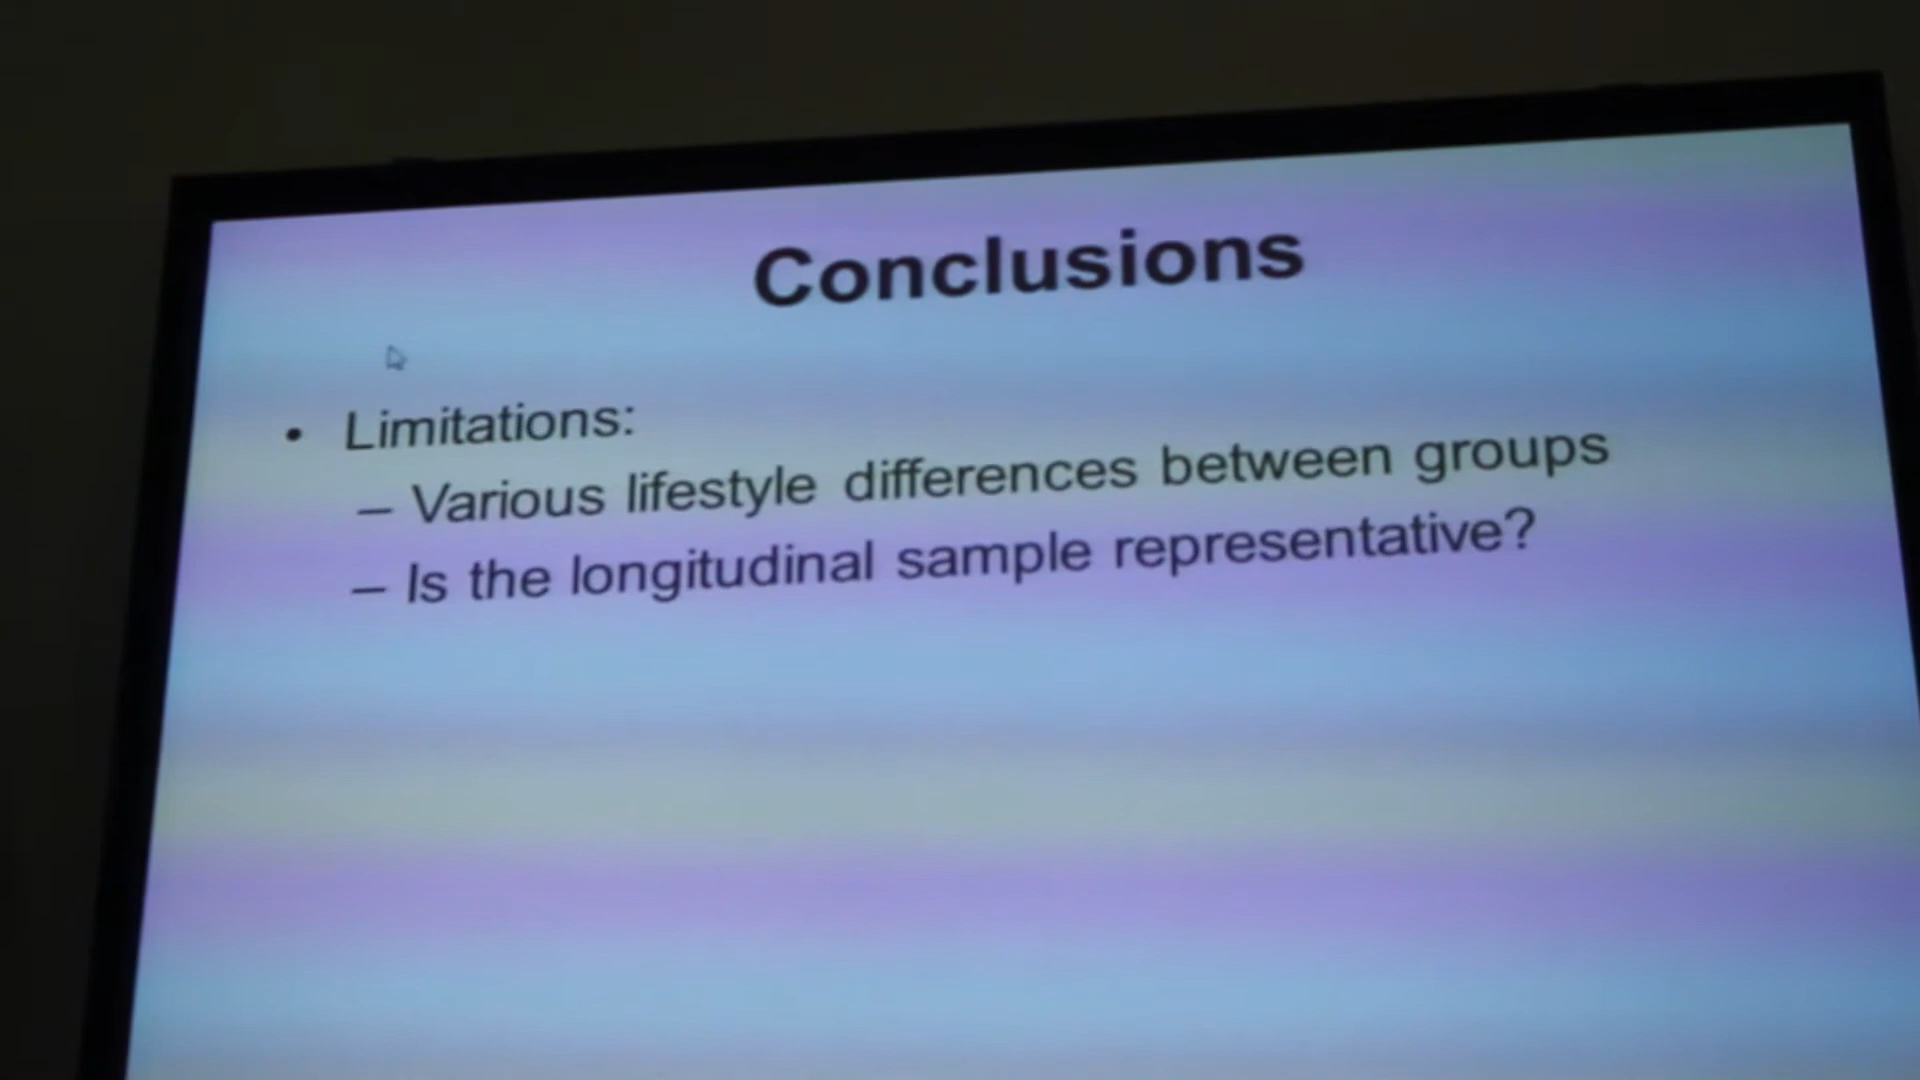 Conclusions
• Limitations:
– Various lifestyle differences between groups
– Is the longitudinal sample representative?